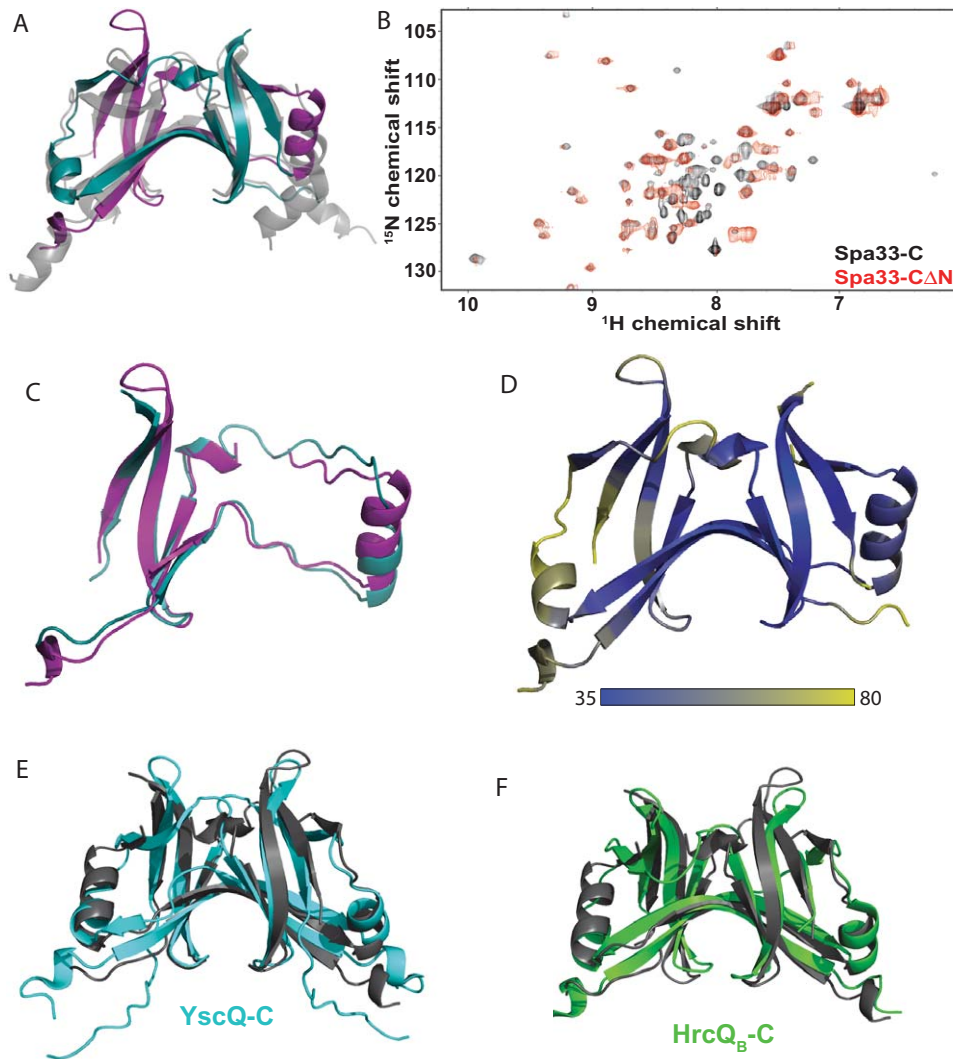 A
B
105
110
115
120
125
130
¹⁵N chemical shift
10
9
8
7
¹H chemical shift
Spa33-C
Spa33-CΔN
C
D
35
80
E
YscQ-C
F
HrcQ_B-C